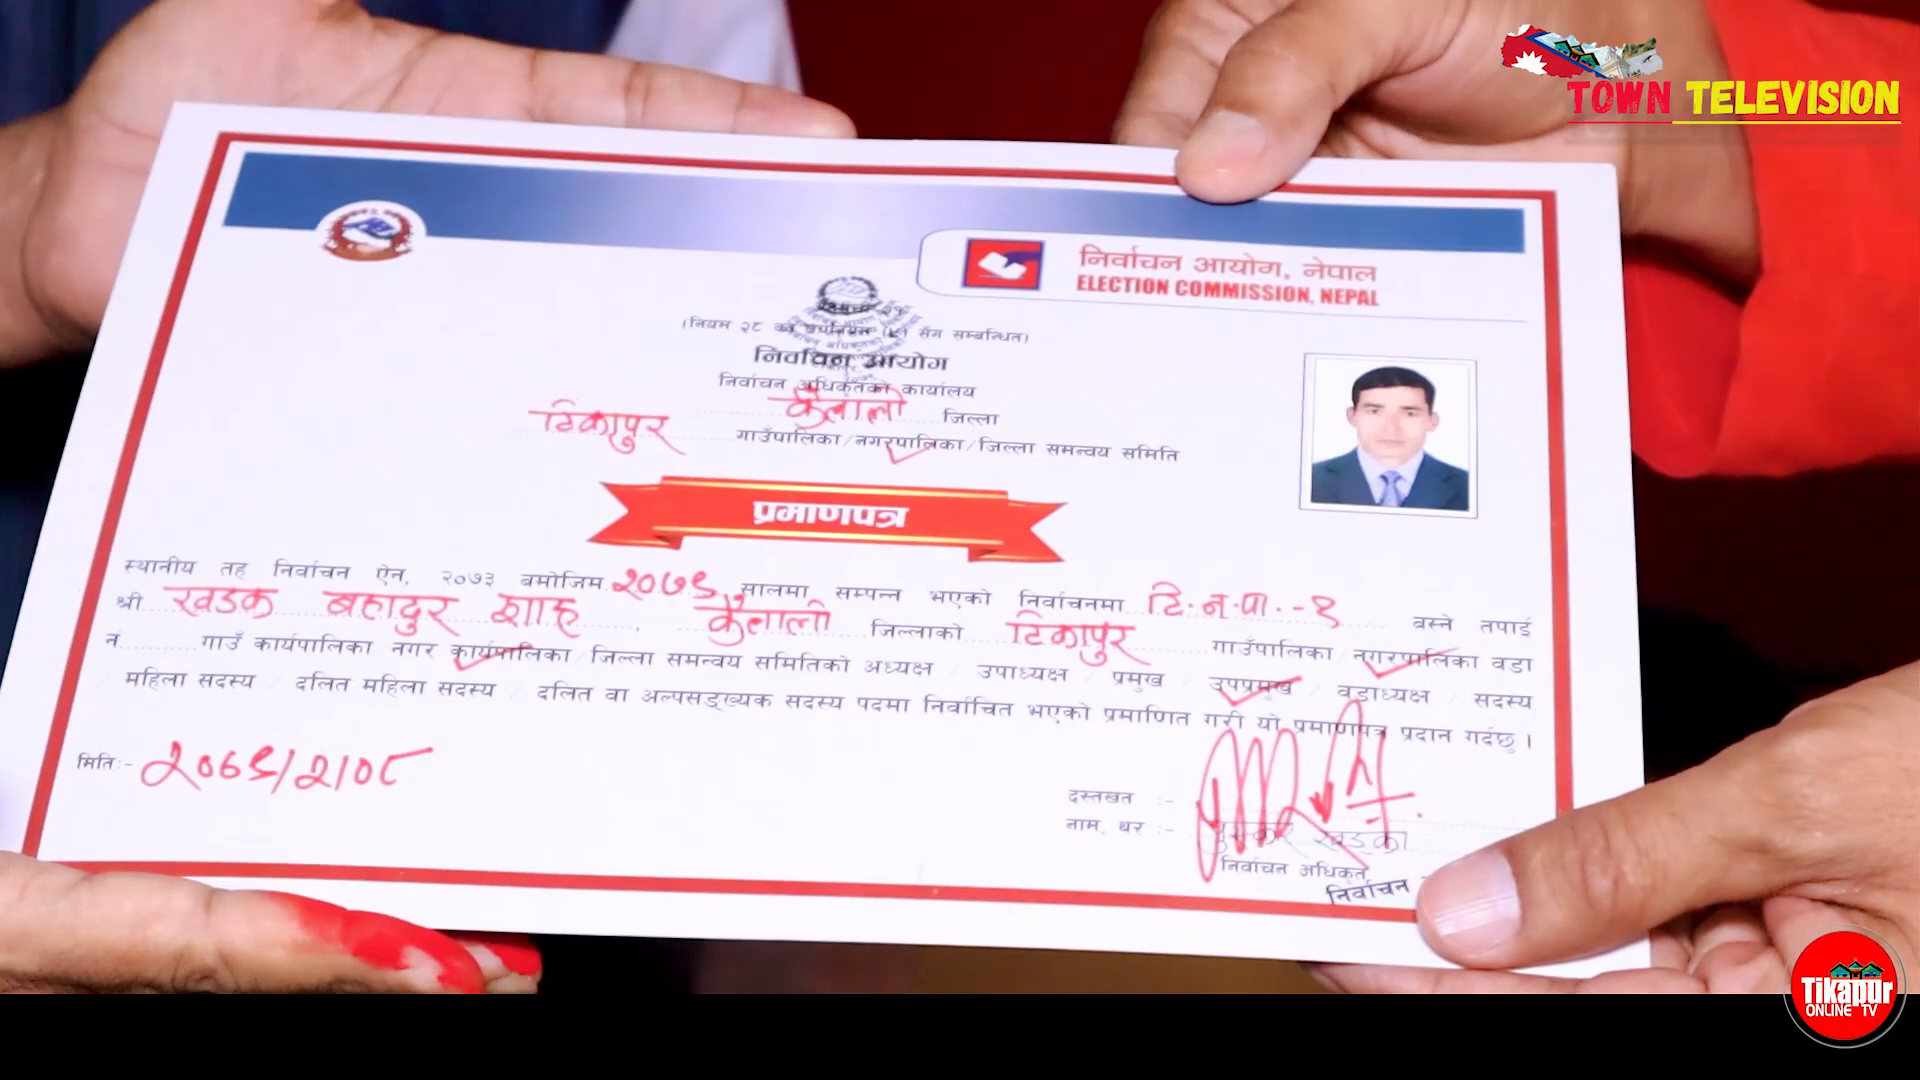 TOWN TELEVISION
निर्वाचन आयोग, नेपाल
ELECTION COMMISSION, NEPAL
(नियम २८ को सँग सम्बन्धित)
निर्वाचन आयोग
निर्वाचन अधिकृतको कार्यालय
कैलाली जिल्ला
टिकापुर गाउँपालिका/नगरपालिका/जिल्ला समन्वय समिति
प्रमाणपत्र
स्थानीय तह निर्वाचन ऐन, २०७३ बमोजिम २०७९ सालमा सम्पन्न भएको निर्वाचनमा टि.न.पा.-१ बस्ने तपाई
श्री खडक बहादुर शाह, कैलाली जिल्लाको टिकापुर गाउँपालिका नगरपालिका वडा
नं......... गाउँ कार्यपालिका नगर कार्यपालिका/जिल्ला समन्वय समितिको अध्यक्ष / उपाध्यक्ष / प्रमुख / उपप्रमुख / वडाध्यक्ष / सदस्य
महिला सदस्य / दलित महिला सदस्य / दलित वा अल्पसङ्ख्यक सदस्य पदमा निर्वाचित भएको प्रमाणित गरी यो प्रमाणपत्र प्रदान गर्दछु।
मिति:- २०७९/२/०८
दस्तखत :-
नाम, थर :- खड्का
निर्वाचन अधिकृत
निर्वाचन
Tikapur
ONLINE TV